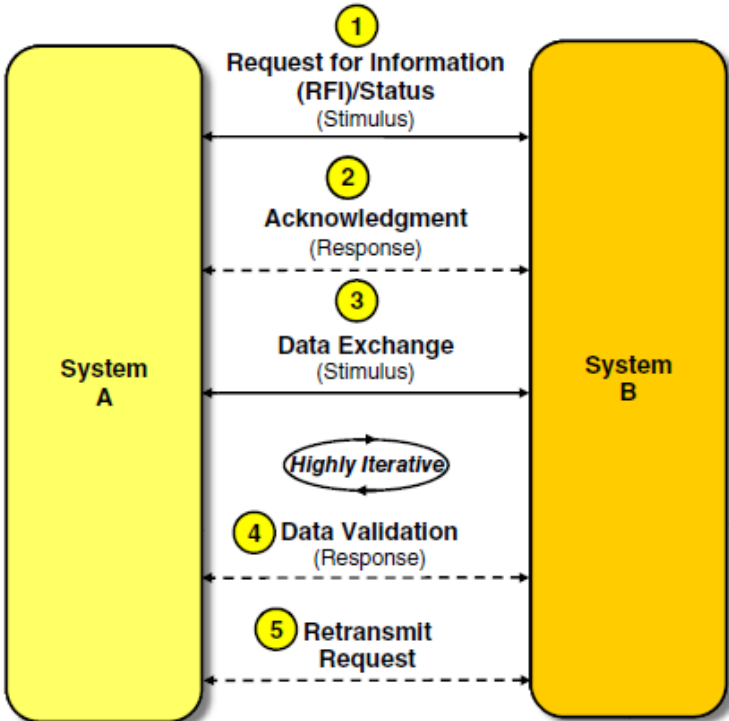 1
Request for Information
(RFI)/Status
(Stimulus)
2
Acknowledgment
(Response)
3
Data Exchange
(Stimulus)
System
A
System
B
Highly Iterative
4 Data Validation
(Response)
5 Retransmit
Request